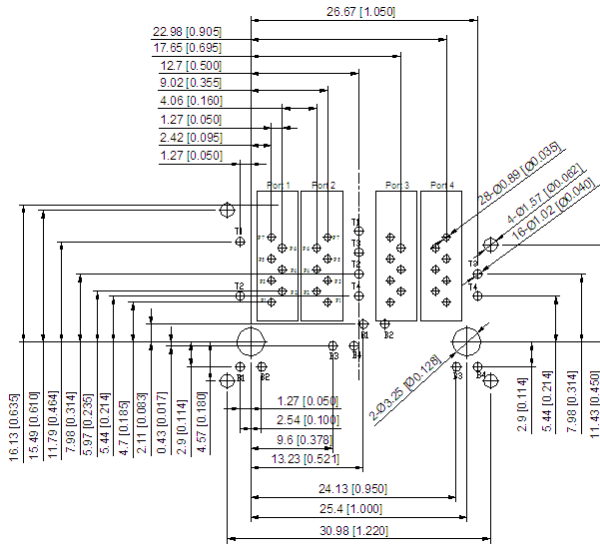 26.67 [1.050]
22.98 [0.905]
17.65 [0.695]
12.7 [0.500]
9.02 [0.355]
4.06 [0.160]
1.27 [0.050]
2.42 [0.095]
1.27 [0.050]
28-Ø0.89 [Ø0.035]
4-Ø1.57 [Ø0.062]
16-Ø1.02 [Ø0.040]
Port 1
Port 2
Port 3
Port 4
T1
T1
T3
T2
T3
T2
T4
T4
B1
B2
B3
B4
B1
B2
B3
B4
2-Ø3.25 [Ø0.128]
16.13 [0.635]
15.49 [0.610]
11.79 [0.464]
7.98 [0.314]
5.97 [0.235]
5.44 [0.214]
4.7 [0.185]
2.11 [0.083]
0.43 [0.017]
2.9 [0.114]
4.57 [0.180]
2.9 [0.114]
5.44 [0.214]
7.98 [0.314]
11.43 [0.450]
1.27 [0.050]
2.54 [0.100]
9.6 [0.378]
13.23 [0.521]
24.13 [0.950]
25.4 [1.000]
30.98 [1.220]